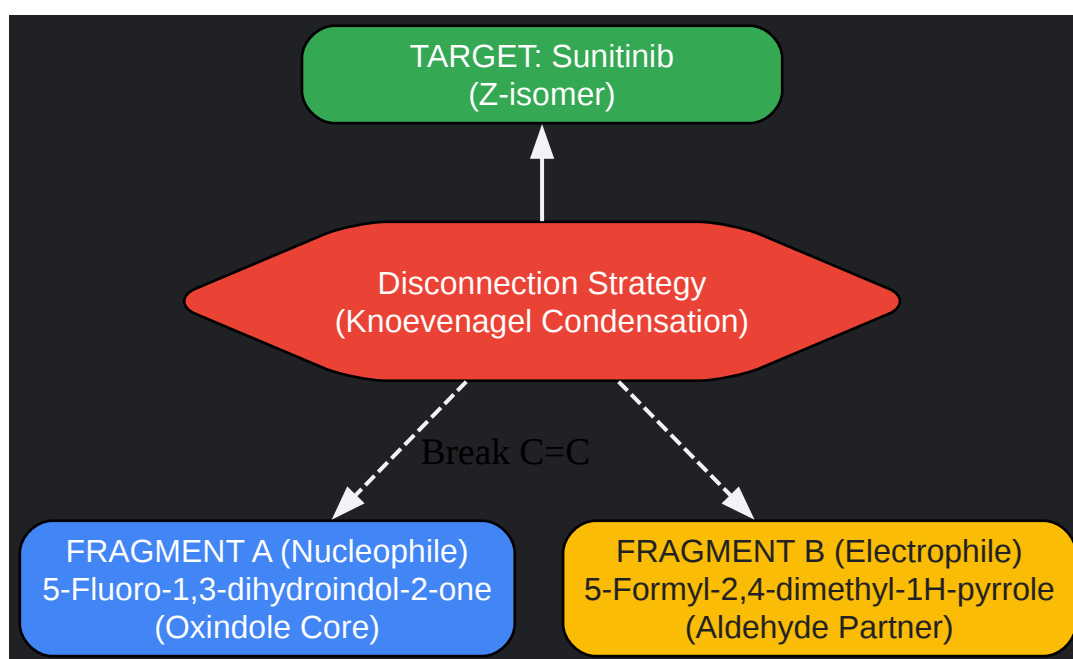 TARGET: Sunitinib
(Z-isomer)
Disconnection Strategy
(Knoevenagel Condensation)
Break C=C
FRAGMENT A (Nucleophile)
5-Fluoro-1,3-dihydroindol-2-one
(Oxindole Core)
FRAGMENT B (Electrophile)
5-Formyl-2,4-dimethyl-1H-pyrrole
(Aldehyde Partner)